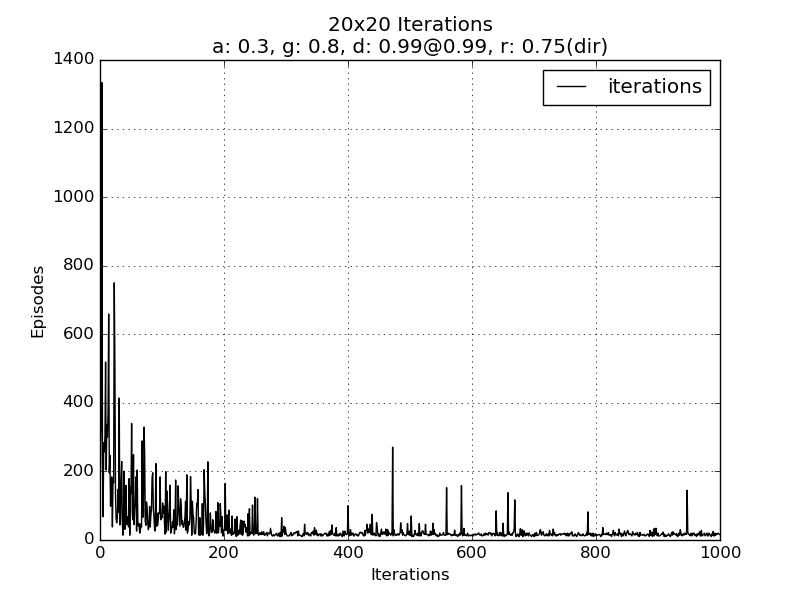 20x20 Iterations
a: 0.3, g: 0.8, d: 0.99@0.99, r: 0.75(dir)
iterations
1400
1200
1000
800
600
400
200
0
Episodes
0 200 400 600 800 1000
Iterations